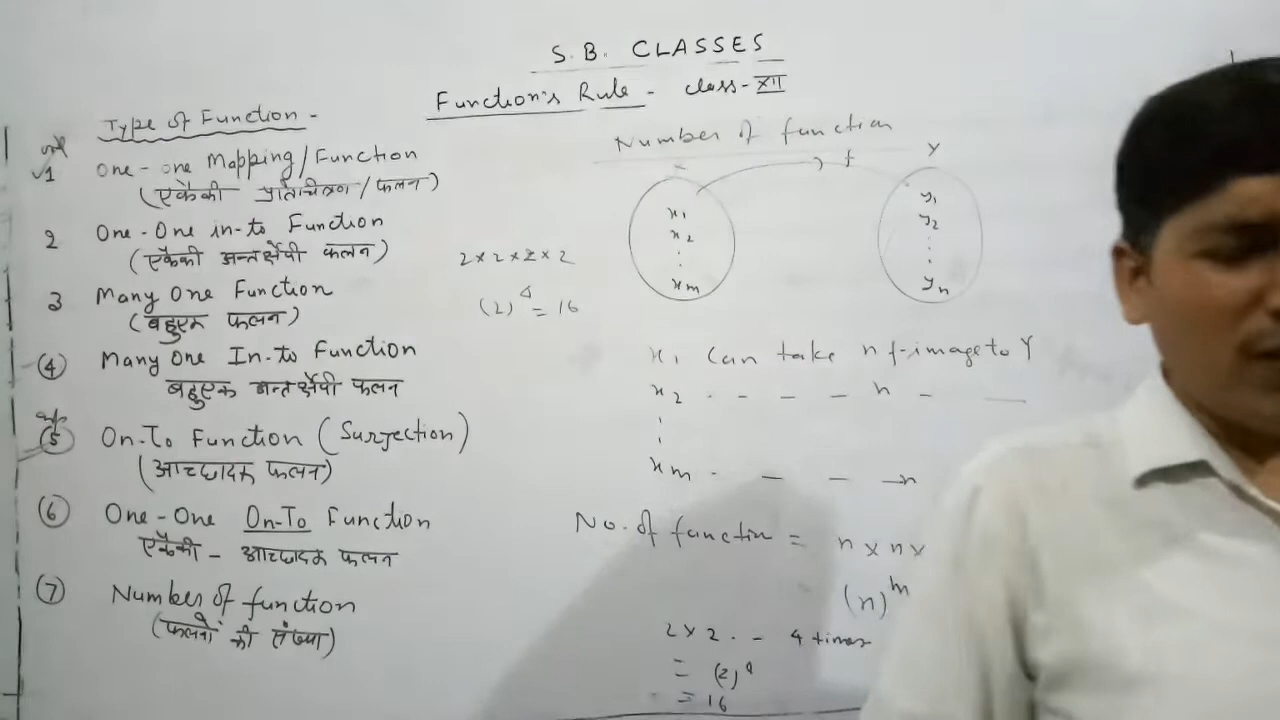 S. B. CLASSES
Function's Rule - class-XII
Type of Function -
1 One-one Mapping/Function
(एकैकी प्रतिचित्रण/फलन)
2 One-One in-to Function
(एकैकी अन्तर्क्षेपी फलन)
3 Many One Function
(बहुएक फलन)
(4) Many One In-to Function
बहुएक अन्तर्क्षेपी फलन
(5) On-To Function (Surjection)
(आच्छादक फलन)
(6) One-One On-To Function
एकैकी - आच्छादक फलन
(7) Number of function
(फलनों की संख्या)
2×2×2×2
(2)⁴ = 16
Number of function
f
Y
x₁
x₂
xm
y₁
y₂
yn
x₁ can take n f-image to Y
x₂ . - - - n - -
xm . - - → n
No. of function = n × n ×
(n)^m
2 × 2 . - 4 times
= (2)⁴
= 16